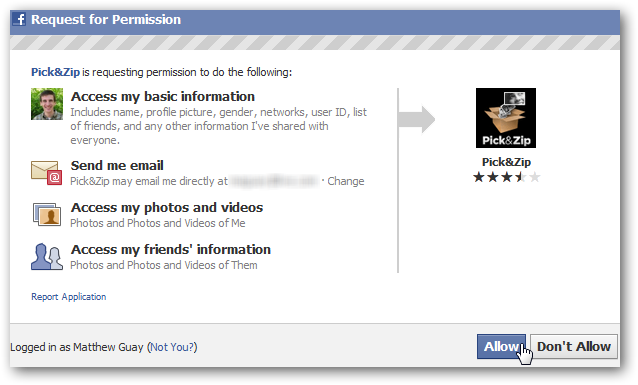 Request for Permission
Pick&Zip is requesting permission to do the following:
Access my basic information
Includes name, profile picture, gender, networks, user ID, list
of friends, and any other information I've shared with
everyone.
Send me email
Pick&Zip may email me directly at · Change
Access my photos and videos
Photos and Photos and Videos of Me
Access my friends' information
Photos and Photos and Videos of Them
Pick&Zip
Pick&Zip
Report Application
Logged in as Matthew Guay (Not You?)
Allow
Don't Allow